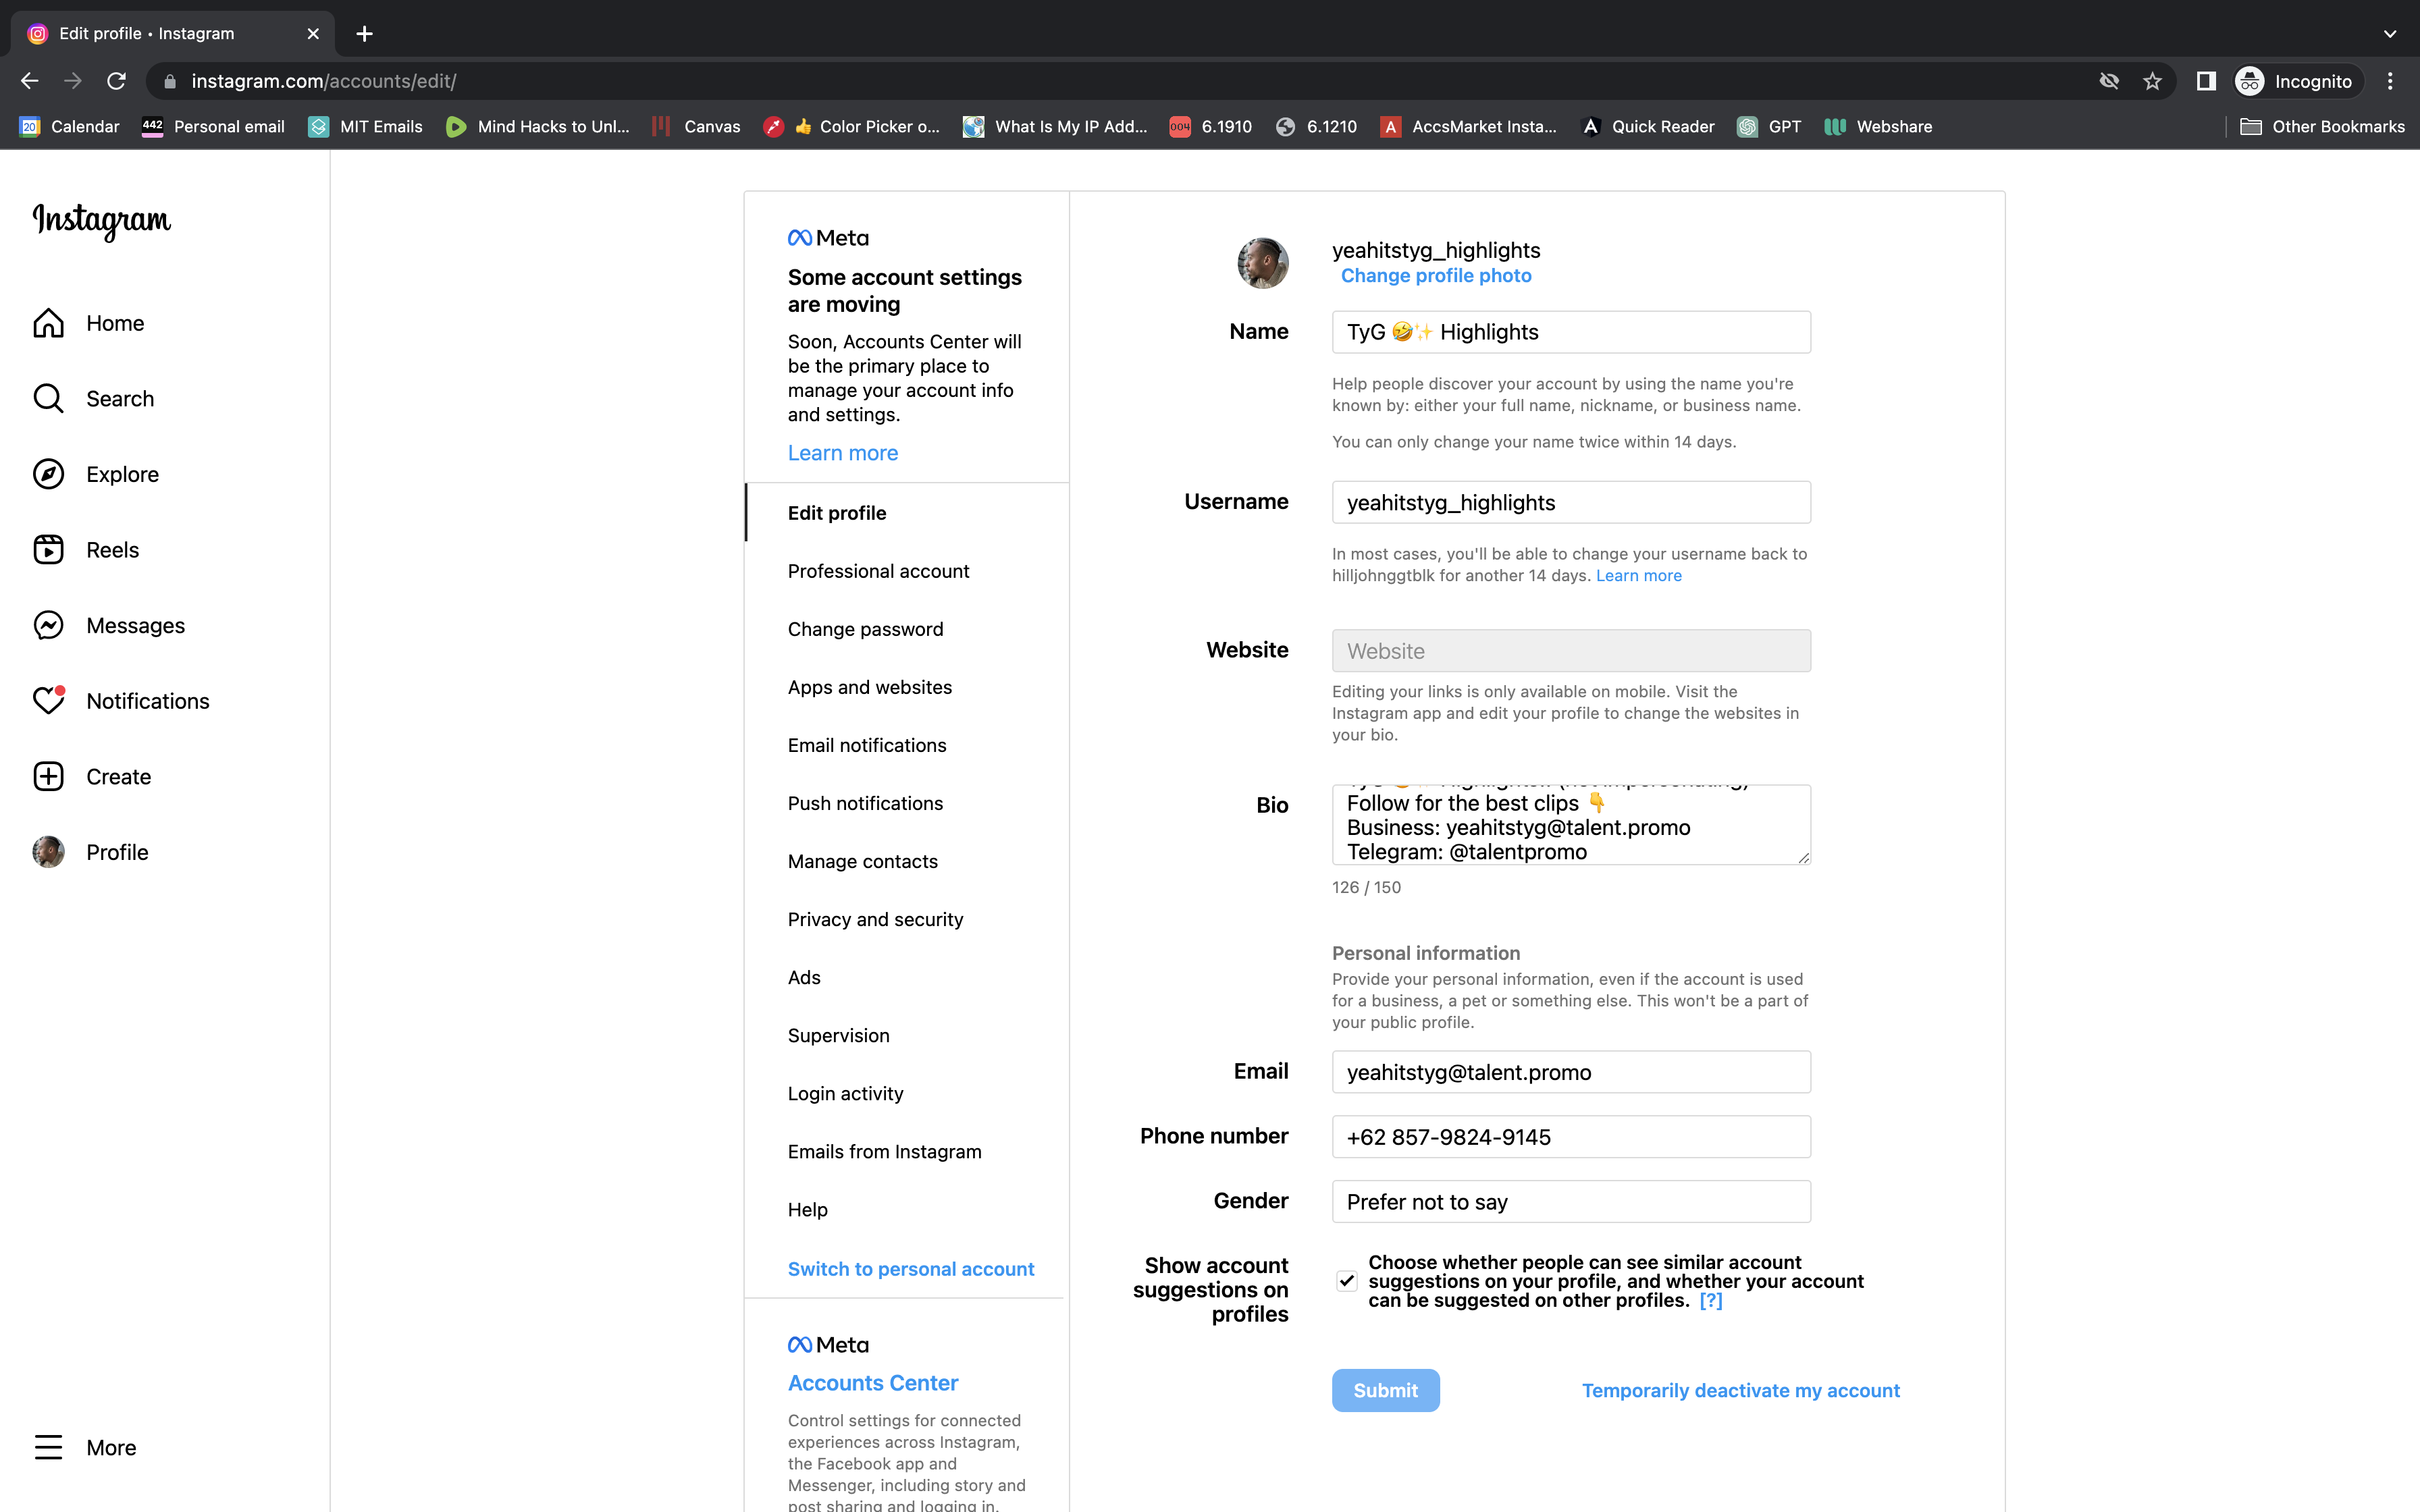 Edit profile • Instagram
instagram.com/accounts/edit/
Incognito
20 Calendar
442 Personal email
MIT Emails
Mind Hacks to Unl...
Canvas
👍 Color Picker o...
What Is My IP Add...
004 6.1910
6.1210
A AccsMarket Insta...
Quick Reader
GPT
Webshare
Other Bookmarks
Instagram
Home
Search
Explore
Reels
Messages
Notifications
Create
Profile
More
Meta
Some account settings
are moving
Soon, Accounts Center will
be the primary place to
manage your account info
and settings.
Learn more
Edit profile
Professional account
Change password
Apps and websites
Email notifications
Push notifications
Manage contacts
Privacy and security
Ads
Supervision
Login activity
Emails from Instagram
Help
Switch to personal account
Meta
Accounts Center
Control settings for connected
experiences across Instagram,
the Facebook app and
Messenger, including story and
post sharing and logging in.
yeahitstyg_highlights
Change profile photo
Name
TyG 🤣✨ Highlights
Help people discover your account by using the name you're
known by: either your full name, nickname, or business name.
You can only change your name twice within 14 days.
Username
yeahitstyg_highlights
In most cases, you'll be able to change your username back to
hilljohnggtblk for another 14 days. Learn more
Website
Website
Editing your links is only available on mobile. Visit the
Instagram app and edit your profile to change the websites in
your bio.
Bio
Follow for the best clips 👇
Business: yeahitstyg@talent.promo
Telegram: @talentpromo
126 / 150
Personal information
Provide your personal information, even if the account is used
for a business, a pet or something else. This won't be a part of
your public profile.
Email
yeahitstyg@talent.promo
Phone number
+62 857-9824-9145
Gender
Prefer not to say
Show account
suggestions on
profiles
Choose whether people can see similar account
suggestions on your profile, and whether your account
can be suggested on other profiles. [?]
Submit
Temporarily deactivate my account